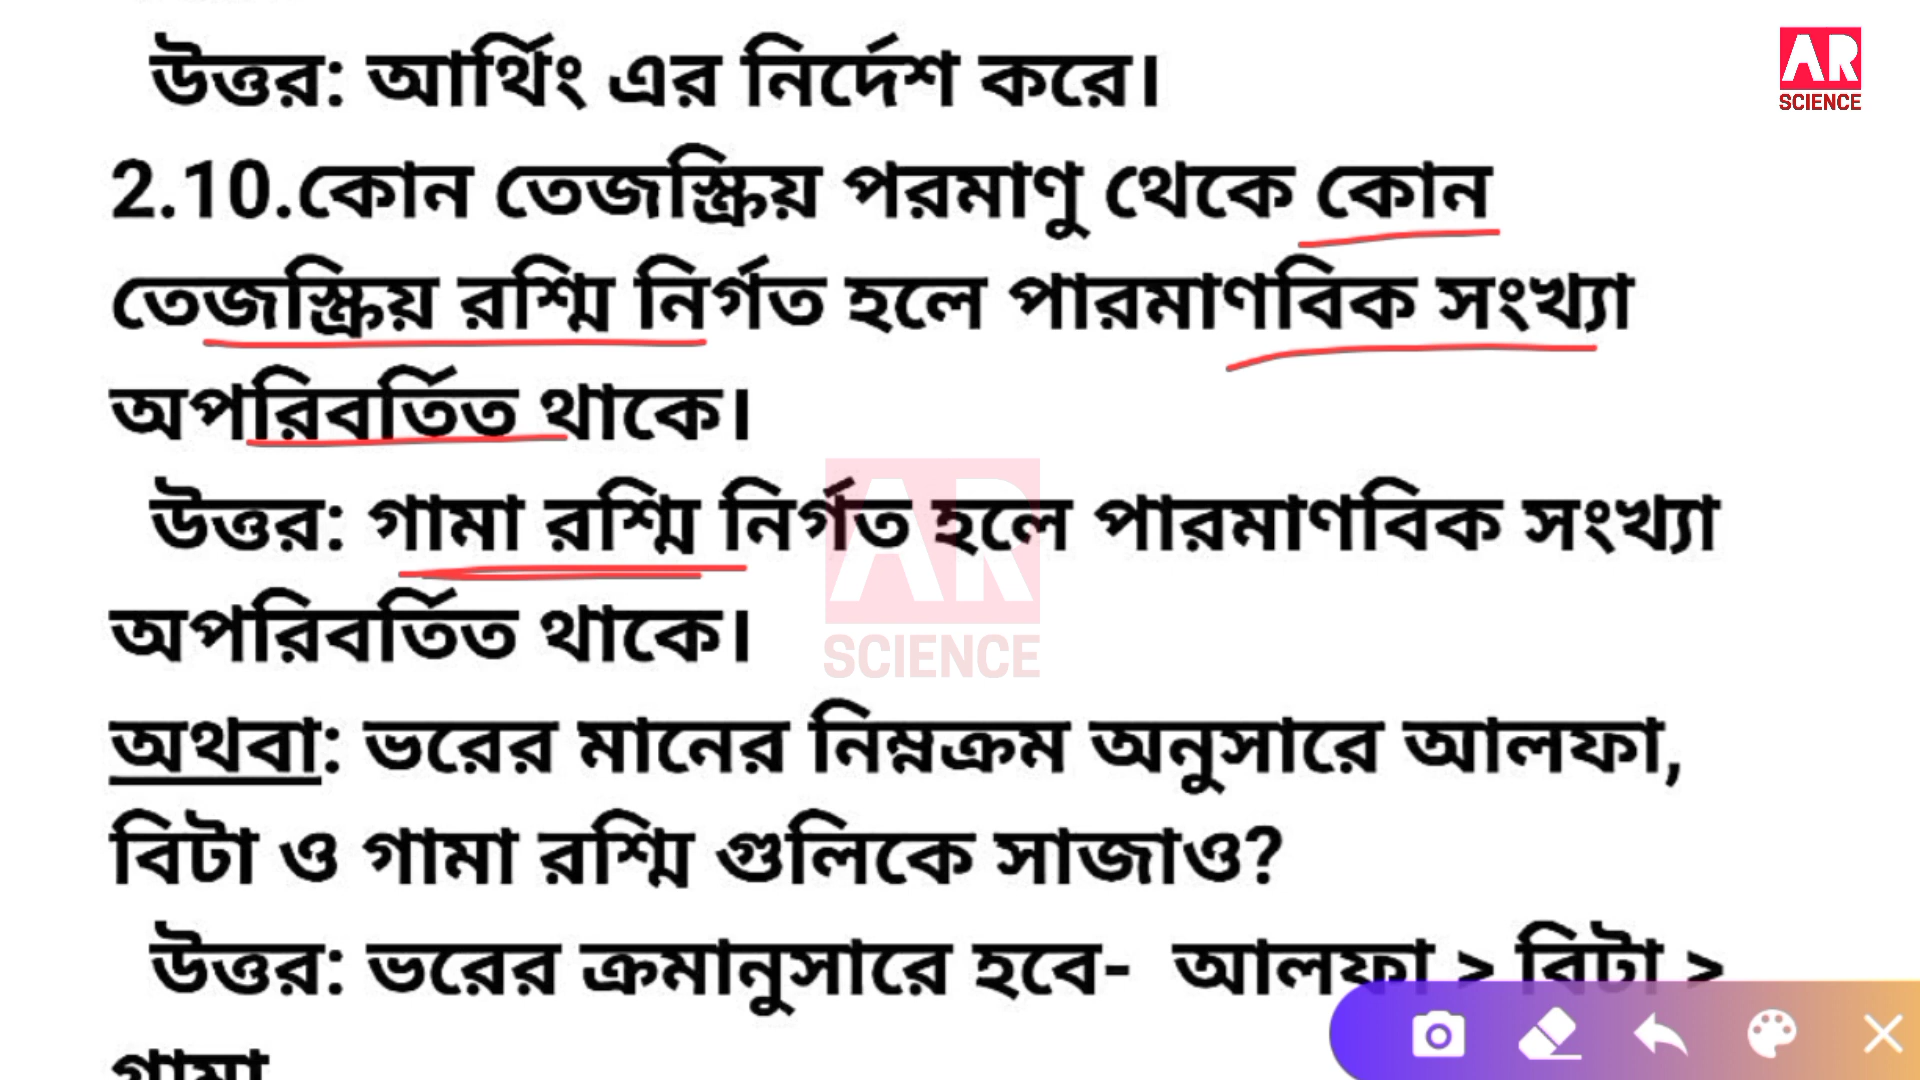 উত্তর: আর্থিং এর নির্দেশ করে।
AR
SCIENCE
2.10.কোন তেজস্ক্রিয় পরমাণু থেকে কোন
তেজস্ক্রিয় রশ্মি নির্গত হলে পারমাণবিক সংখ্যা
অপরিবর্তিত থাকে।
উত্তর: গামা রশ্মি নির্গত হলে পারমাণবিক সংখ্যা
অপরিবর্তিত থাকে।
AR
SCIENCE
অথবা: ভরের মানের নিম্নক্রম অনুসারে আলফা,
বিটা ও গামা রশ্মি গুলিকে সাজাও?
উত্তর: ভরের ক্রমানুসারে হবে- আলফা > বিটা >
গামা